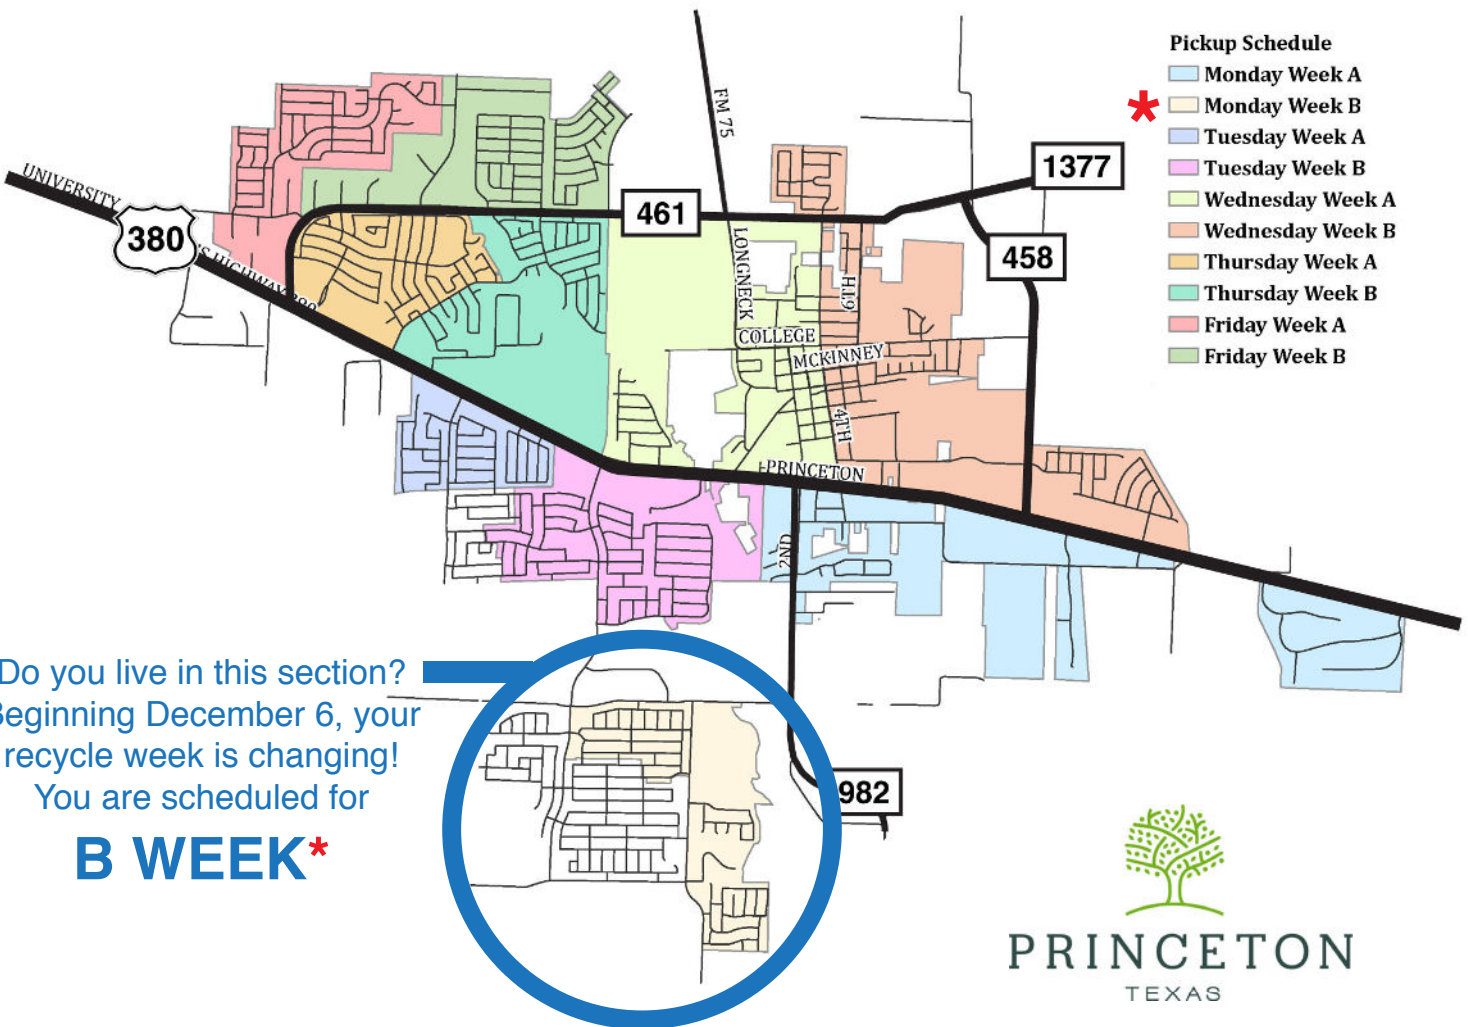 Pickup Schedule
Monday Week A
*
Monday Week B
Tuesday Week A
Tuesday Week B
Wednesday Week A
Wednesday Week B
Thursday Week A
Thursday Week B
Friday Week A
Friday Week B
FM 75
1377
UNIVERSITY
461
380
458
LONGNECK
6TH
COLLEGE
MCKINNEY
4TH
PRINCETON
2ND
982
Do you live in this section?
Beginning December 6, your
recycle week is changing!
You are scheduled for
B WEEK*
PRINCETON
TEXAS